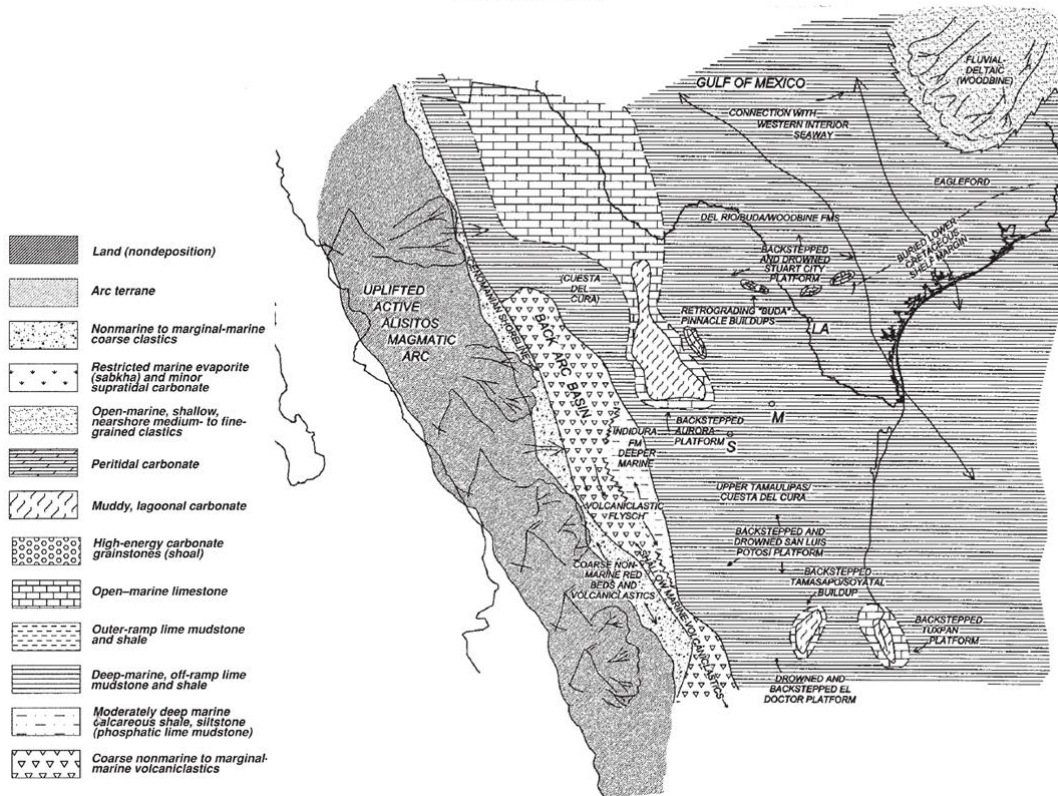 Land (nondeposition)
Arc terrane
Nonmarine to marginal-marine
coarse clastics
Restricted marine evaporite
(sabkha) and minor
supratidal carbonate
Open-marine, shallow,
nearshore medium- to fine-
grained clastics
Peritidal carbonate
Muddy, lagoonal carbonate
High-energy carbonate
grainstones (shoal)
Open–marine limestone
Outer-ramp lime mudstone
and shale
Deep-marine, off-ramp lime
mudstone and shale
Moderately deep marine
calcareous shale, siltstone
(phosphatic lime mudstone)
Coarse nonmarine to marginal-
marine volcaniclastics
FLUVIAL-
DELTAIC
(WOODBINE)
GULF OF MEXICO
CONNECTION WITH
WESTERN INTERIOR
SEAWAY
EAGLEFORD
DEL RIO/BUDA/WOODBINE FMS
BURIED LOWER
CRETACEOUS
SHELF MARGIN
BACKSTEPPED
AND DROWNED
STUART CITY
PLATFORM
(CUESTA
DEL
CURA)
RETROGRADING "BUDA"
PINNACLE BUILDUPS
LA
UPLIFTED
ACTIVE
ALISITOS
MAGMATIC
ARC
CENOMANIAN SHORELINE
BACK ARC BASIN
M
BACKSTEPPED
AURORA
PLATFORM
S
INDIDURA
FM
DEEPER
MARINE
UPPER TAMAULIPAS/
CUESTA DEL CURA
VOLCANICLASTIC
FLYSCH
BACKSTEPPED AND
DROWNED SAN LUIS
POTOSI PLATFORM
COARSE NON-
MARINE RED
BEDS AND
VOLCANICLASTICS
SHALLOW MARINE VOLCANICLASTICS
BACKSTEPPED
TAMASAPO/SOYATAL
BUILDUP
BACKSTEPPED
TUXPAN
PLATFORM
DROWNED AND
BACKSTEPPED EL
DOCTOR PLATFORM